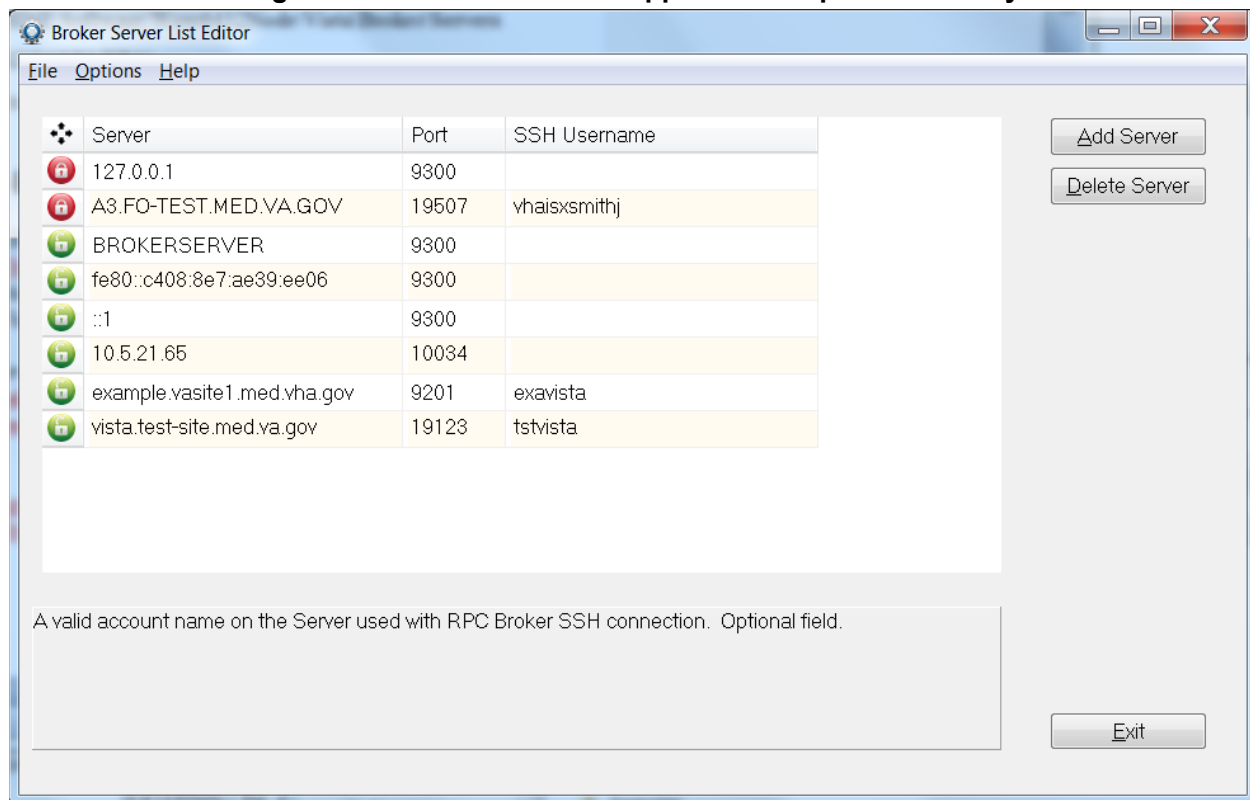 Broker Server List Editor
File Options Help
Server Port SSH Username
127.0.0.1 9300
A3.FO-TEST.MED.VA.GOV 19507 vhaisxsmithj
BROKERSERVER 9300
fe80::c408:8e7:ae39:ee06 9300
::1 9300
10.5.21.65 10034
example.vasite1.med.vha.gov 9201 exavista
vista.test-site.med.va.gov 19123 tstvista
Add Server
Delete Server
A valid account name on the Server used with RPC Broker SSH connection. Optional field.
Exit